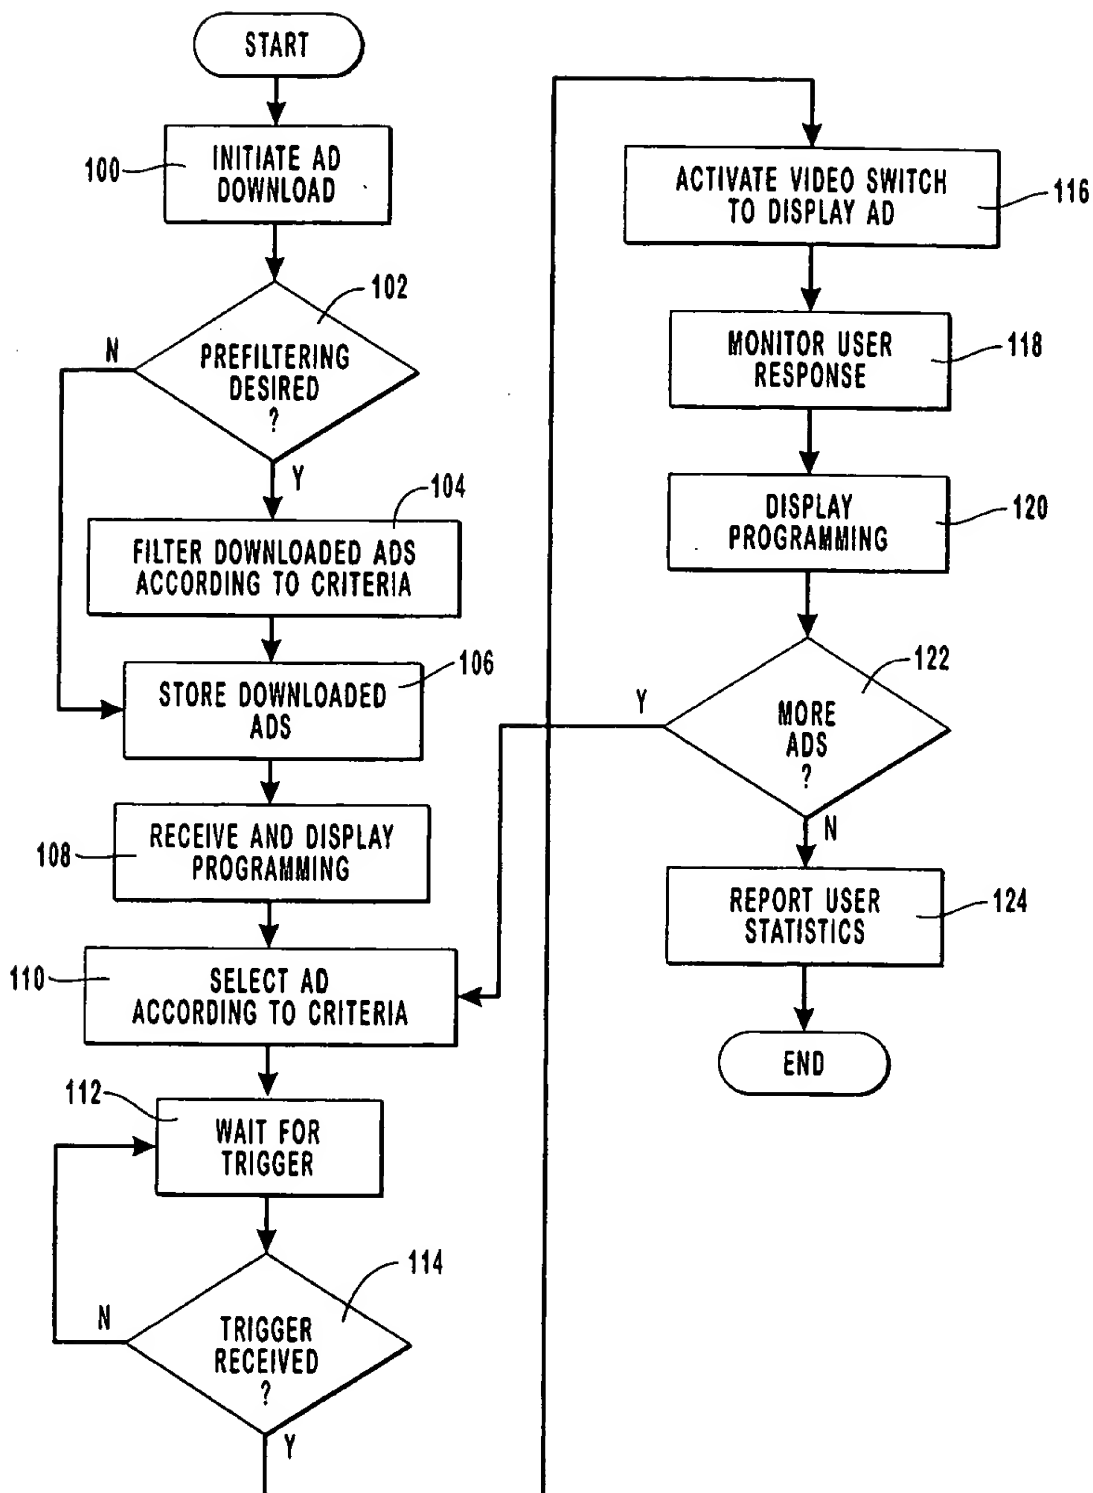 START
100
INITIATE AD
DOWNLOAD
102
N
PREFILTERING
DESIRED
?
Y
104
FILTER DOWNLOADED ADS
ACCORDING TO CRITERIA
106
STORE DOWNLOADED
ADS
108
RECEIVE AND DISPLAY
PROGRAMMING
110
SELECT AD
ACCORDING TO CRITERIA
112
WAIT FOR
TRIGGER
114
N
TRIGGER
RECEIVED
?
Y
ACTIVATE VIDEO SWITCH
TO DISPLAY AD
116
MONITOR USER
RESPONSE
118
DISPLAY
PROGRAMMING
120
122
Y
MORE
ADS
?
N
REPORT USER
STATISTICS
124
END